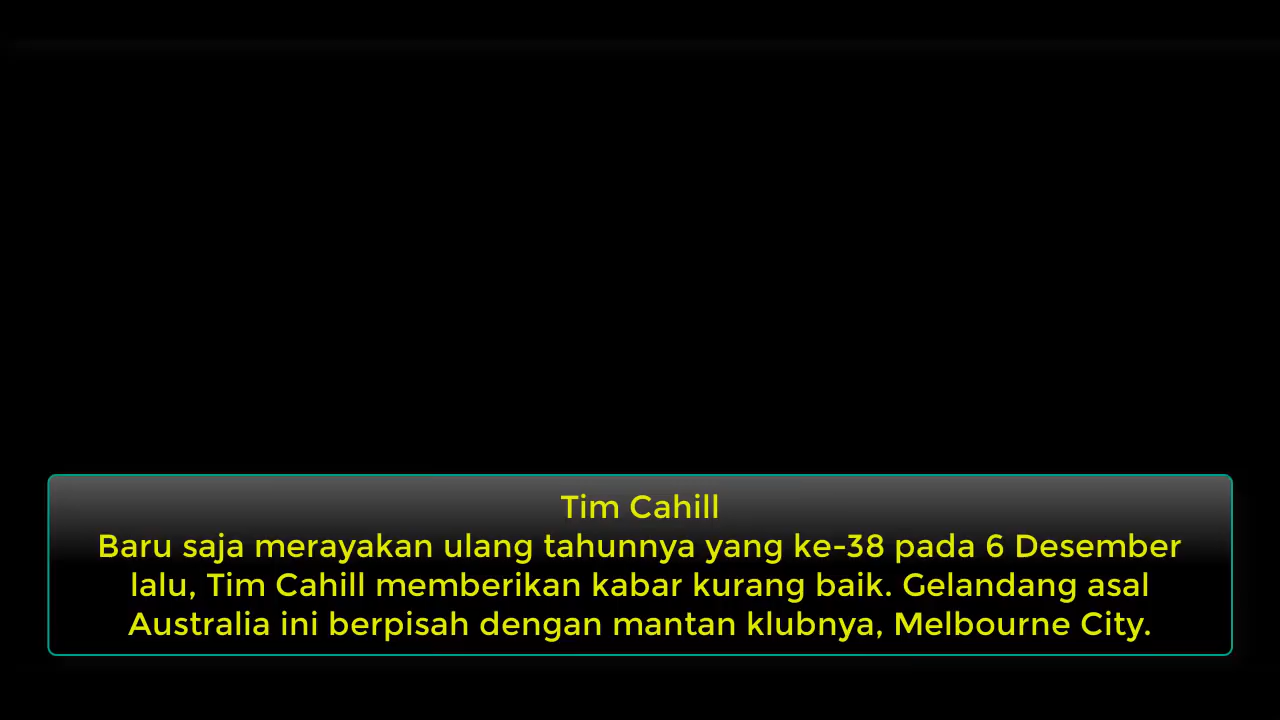 Tim Cahill
Baru saja merayakan ulang tahunnya yang ke-38 pada 6 Desember
lalu, Tim Cahill memberikan kabar kurang baik. Gelandang asal
Australia ini berpisah dengan mantan klubnya, Melbourne City.